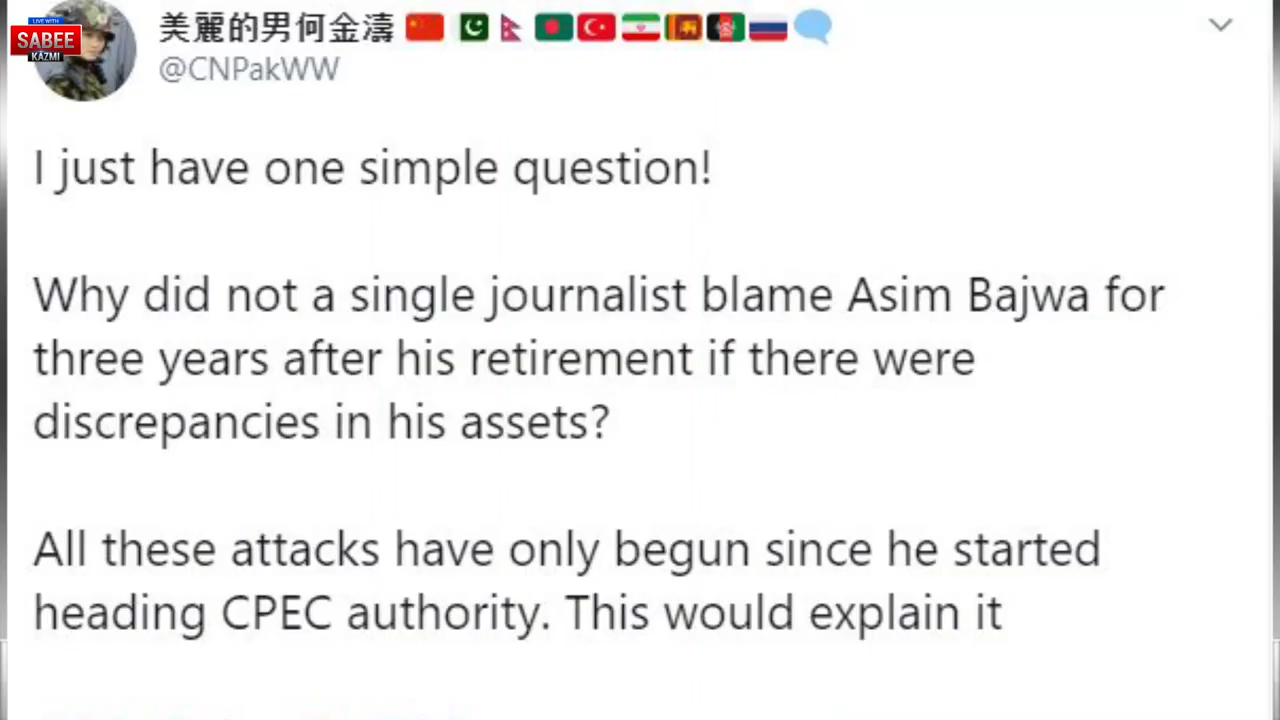 LIVE WITH
SABEE
KAZMI
美麗的男何金濤
@CNPakWW
I just have one simple question!
Why did not a single journalist blame Asim Bajwa for
three years after his retirement if there were
discrepancies in his assets?
All these attacks have only begun since he started
heading CPEC authority. This would explain it